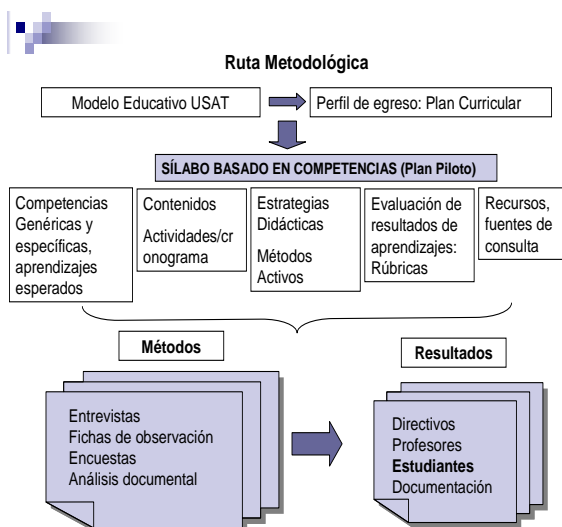 Ruta Metodológica
Modelo Educativo USAT
Perfil de egreso: Plan Curricular
SÍLABO BASADO EN COMPETENCIAS (Plan Piloto)
Competencias
Genéricas y
específicas,
aprendizajes
esperados
Contenidos
Actividades/cr
onograma
Estrategias
Didácticas
Métodos
Activos
Evaluación de
resultados de
aprendizajes:
Rúbricas
Recursos,
fuentes de
consulta
Métodos
Resultados
Entrevistas
Fichas de observación
Encuestas
Análisis documental
Directivos
Profesores
Estudiantes
Documentación